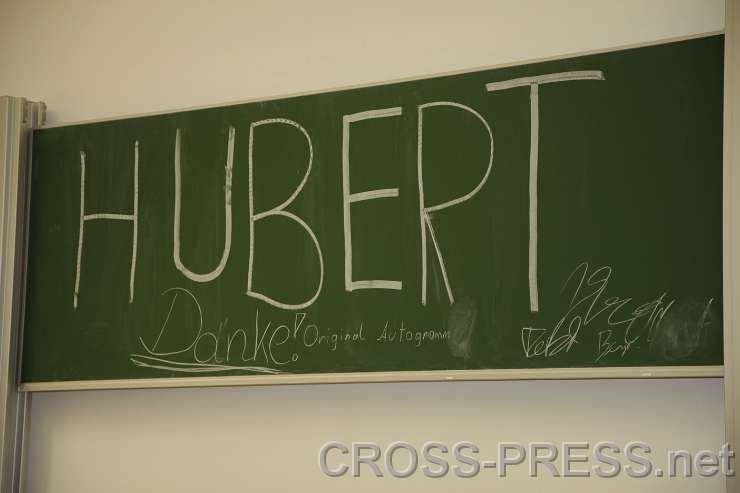 HUBERT
Danke! Original Autogramm
CROSS-PRESS.net